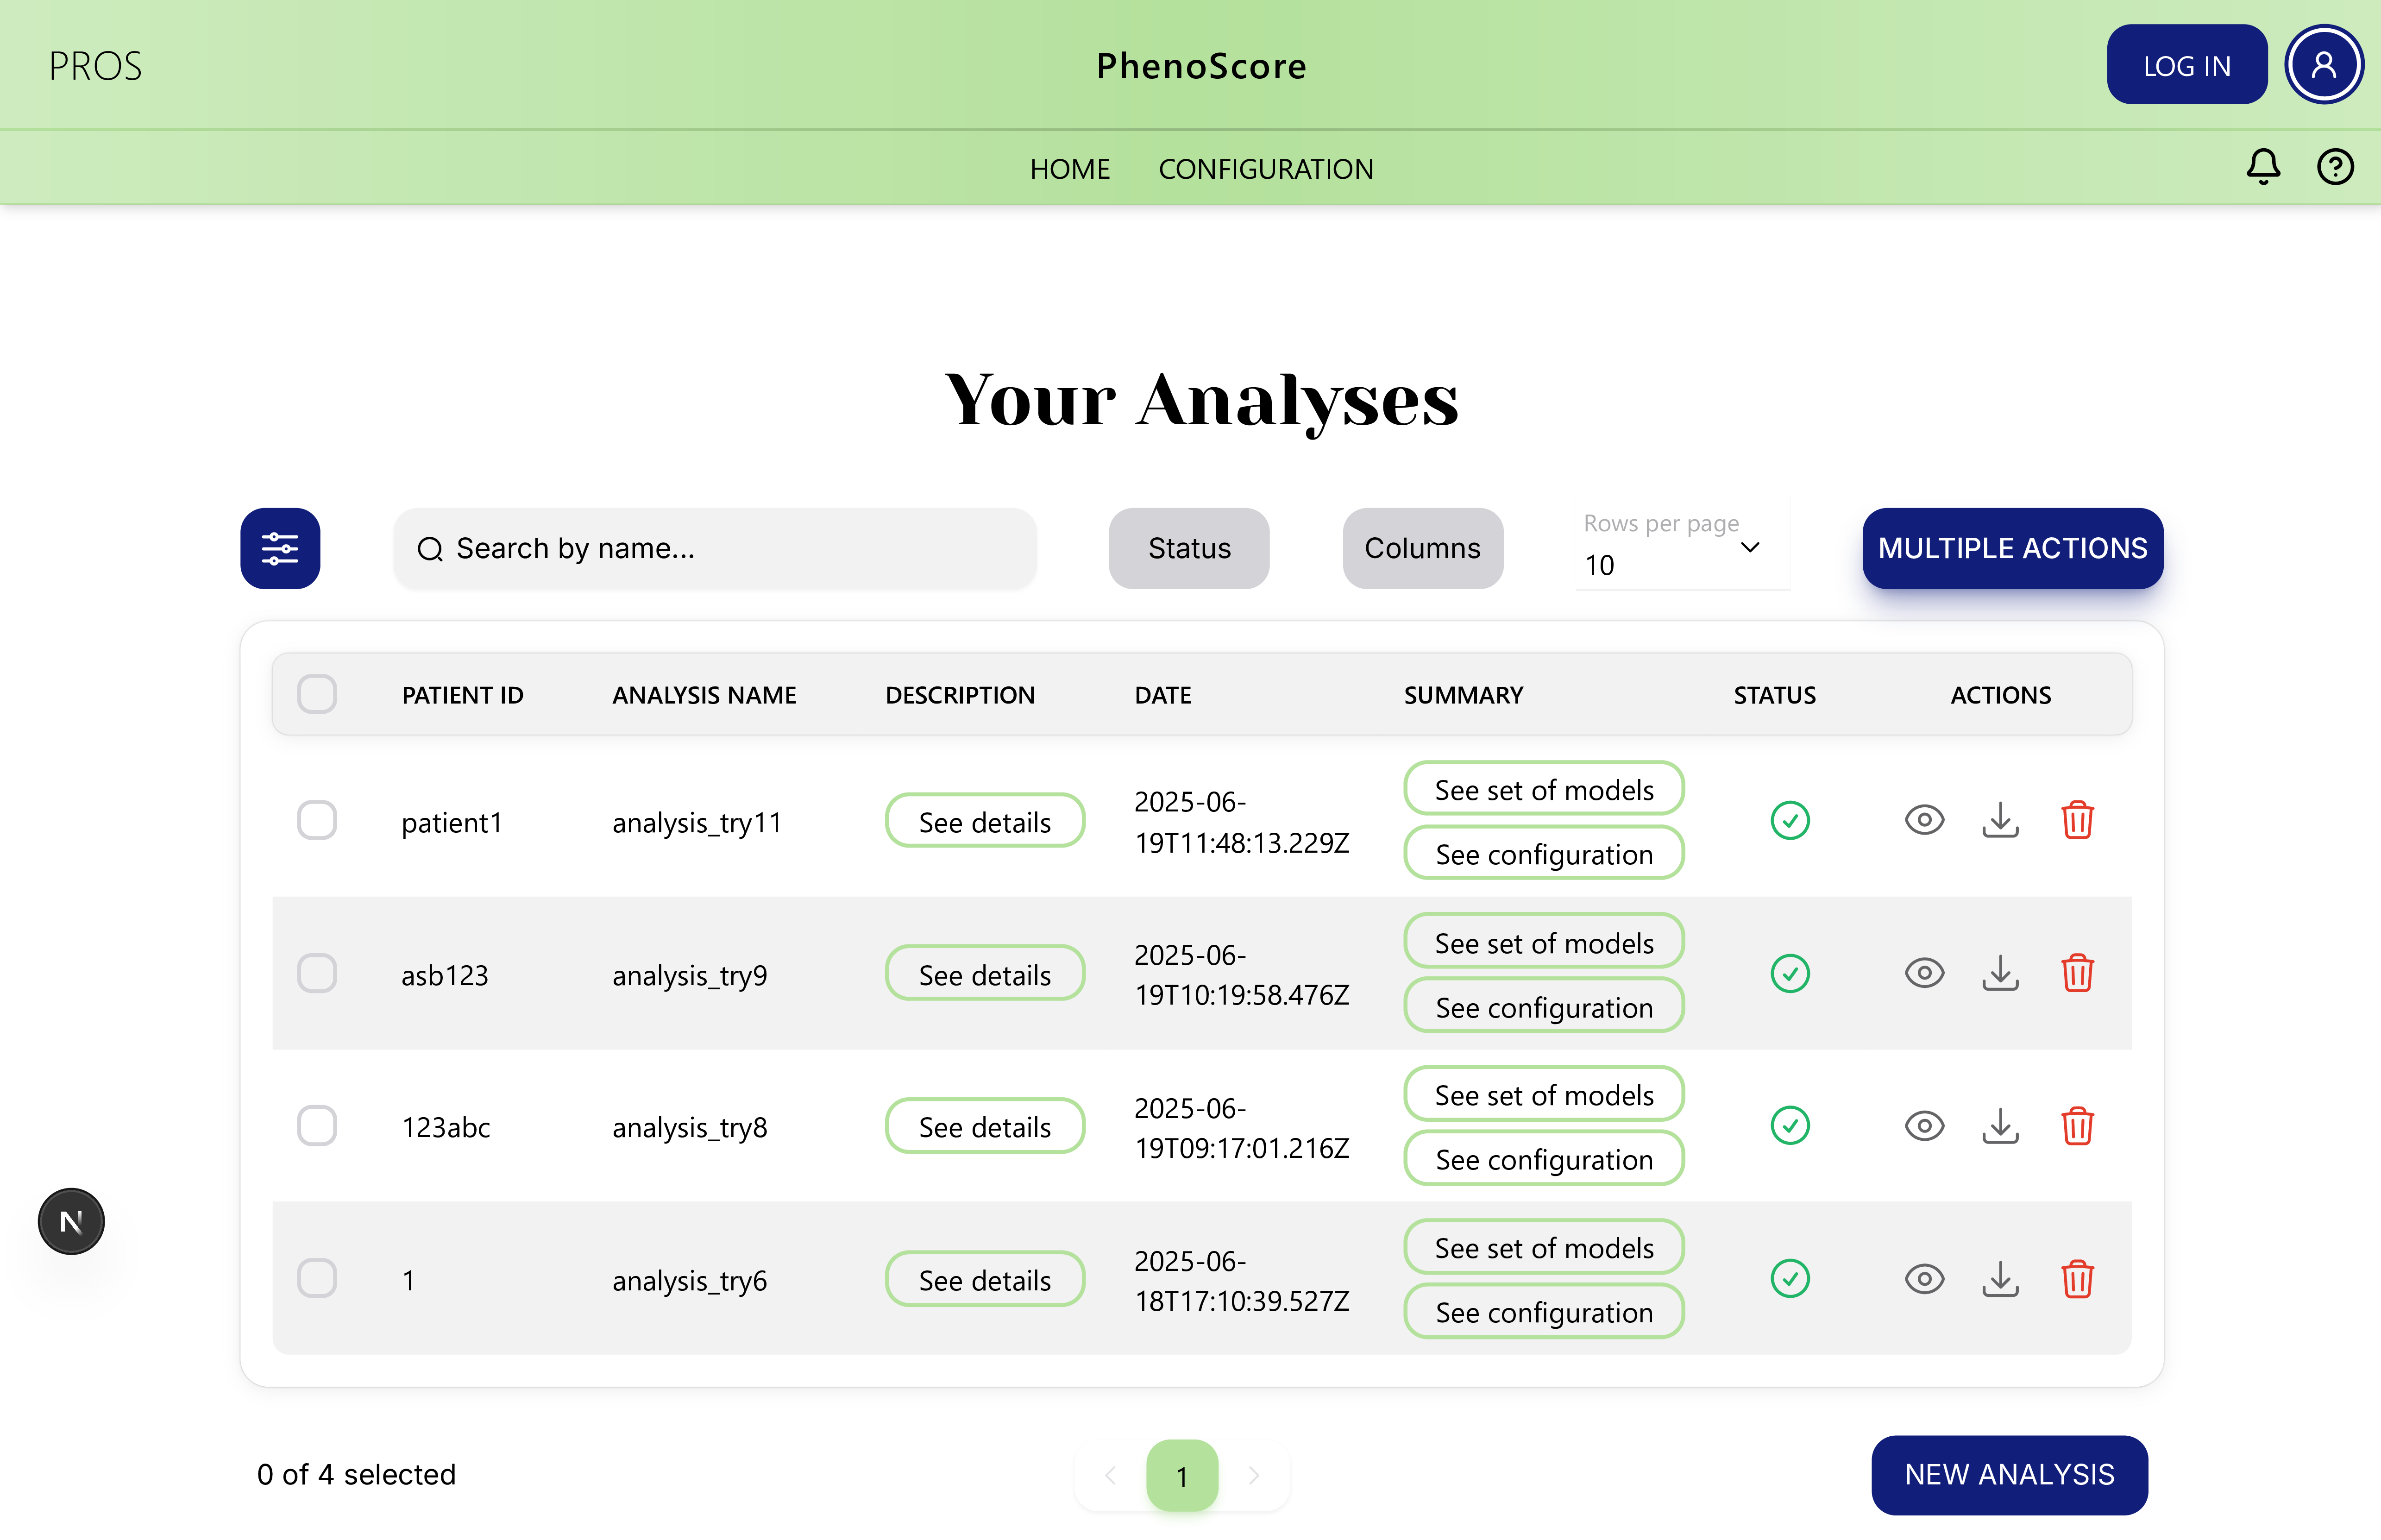 PROS
PhenoScore
LOG IN
HOME
CONFIGURATION
Your Analyses
Search by name...
Status
Columns
Rows per page
10
MULTIPLE ACTIONS
PATIENT ID
ANALYSIS NAME
DESCRIPTION
DATE
SUMMARY
STATUS
ACTIONS
patient1
analysis_try11
See details
2025-06-
19T11:48:13.229Z
See set of models
See configuration
asb123
analysis_try9
See details
2025-06-
19T10:19:58.476Z
See set of models
See configuration
123abc
analysis_try8
See details
2025-06-
19T09:17:01.216Z
See set of models
See configuration
1
analysis_try6
See details
2025-06-
18T17:10:39.527Z
See set of models
See configuration
N
0 of 4 selected
1
NEW ANALYSIS